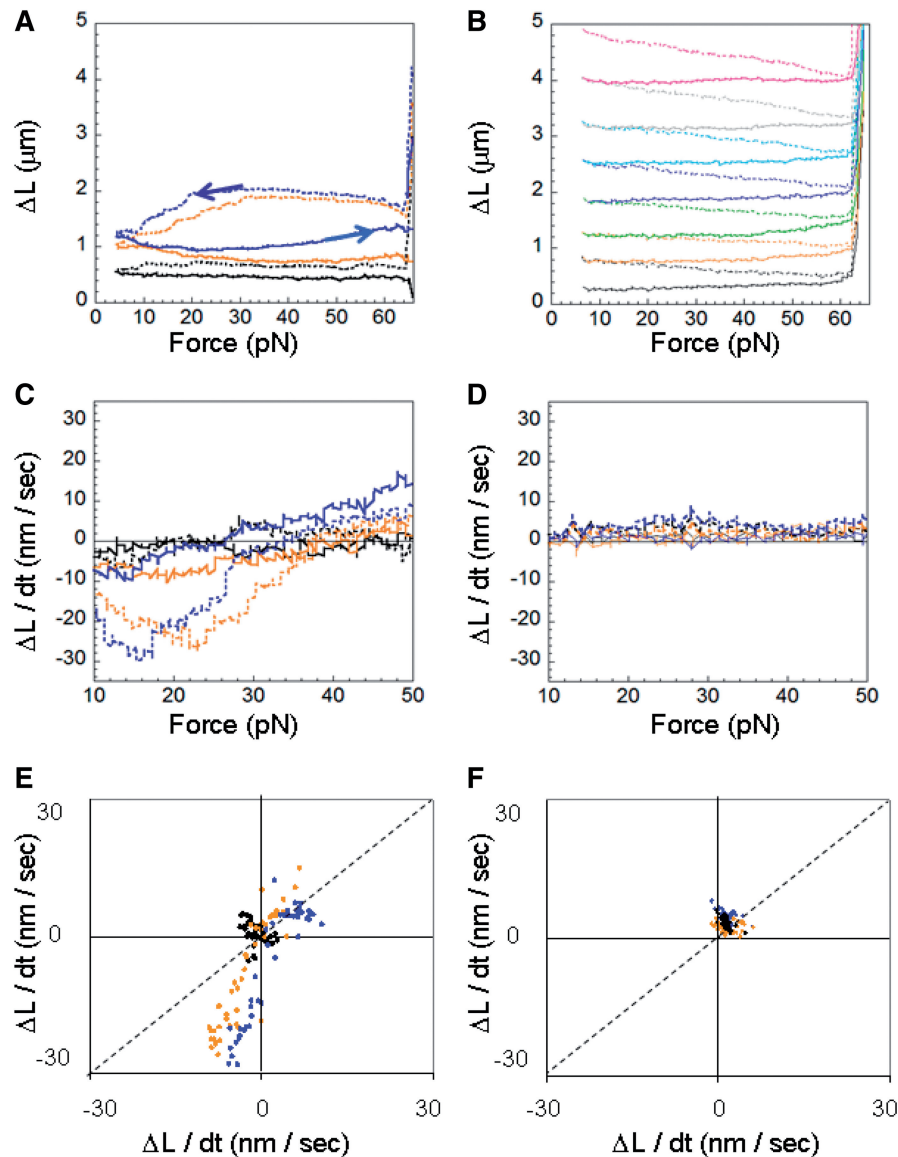 A
B
5
4
3
2
1
0
ΔL (μm)
0 10 20 30 40 50 60
Force (pN)
5
4
3
2
1
0
ΔL (μm)
0 10 20 30 40 50 60
Force (pN)
C
D
30
20
10
0
-10
-20
-30
ΔL / dt (nm / sec)
10 20 30 40 50
Force (pN)
30
20
10
0
-10
-20
-30
ΔL / dt (nm / sec)
10 20 30 40 50
Force (pN)
E
F
30
0
-30
ΔL / dt (nm / sec)
-30 0 30
ΔL / dt (nm / sec)
30
0
-30
ΔL / dt (nm / sec)
-30 0 30
ΔL / dt (nm / sec)